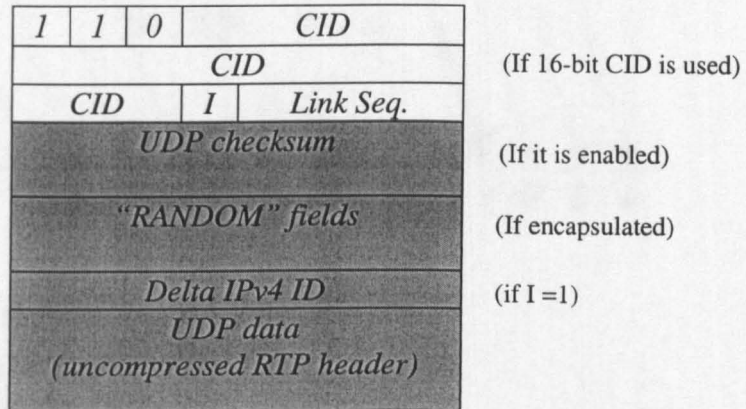 1 1 0 CID
CID (If 16-bit CID is used)
CID I Link Seq.
UDP checksum (If it is enabled)
“RANDOM” fields (If encapsulated)
Delta IPv4 ID (if I =1)
UDP data
(uncompressed RTP header)